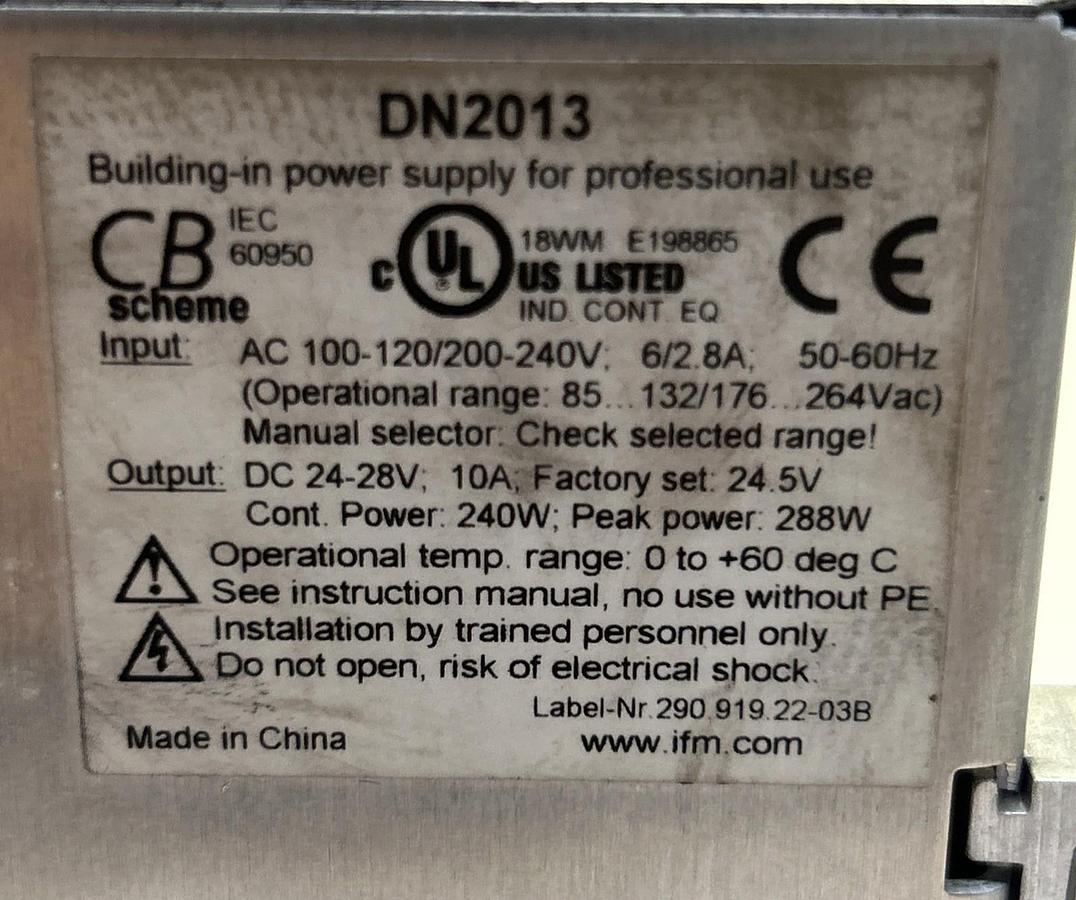 DN2013
Building-in power supply for professional use
CB scheme IEC 60950
c UL ® US LISTED 18WM E198865
IND. CONT. EQ
CE
Input: AC 100-120/200-240V; 6/2.8A; 50-60Hz
(Operational range: 85...132/176...264Vac)
Manual selector: Check selected range!
Output: DC 24-28V; 10A; Factory set: 24.5V
Cont. Power: 240W; Peak power: 288W
Operational temp. range: 0 to +60 deg C
See instruction manual, no use without PE.
Installation by trained personnel only.
Do not open, risk of electrical shock.
Label-Nr.290.919.22-03B
Made in China www.ifm.com